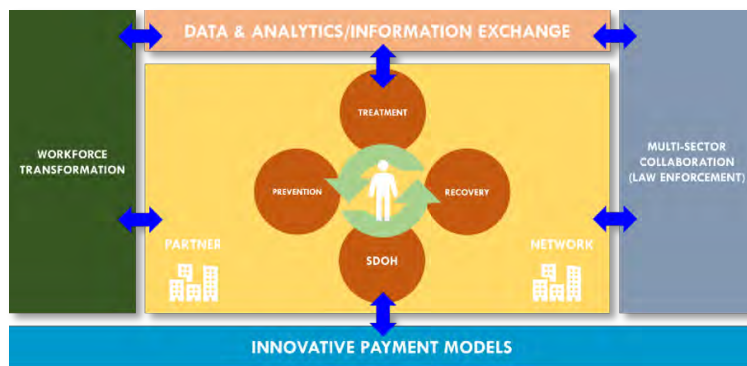 DATA & ANALYTICS/INFORMATION EXCHANGE
TREATMENT
WORKFORCE
TRANSFORMATION
MULTI-SECTOR
COLLABORATION
(LAW ENFORCEMENT)
PREVENTION
RECOVERY
PARTNER
NETWORK
SDOH
INNOVATIVE PAYMENT MODELS